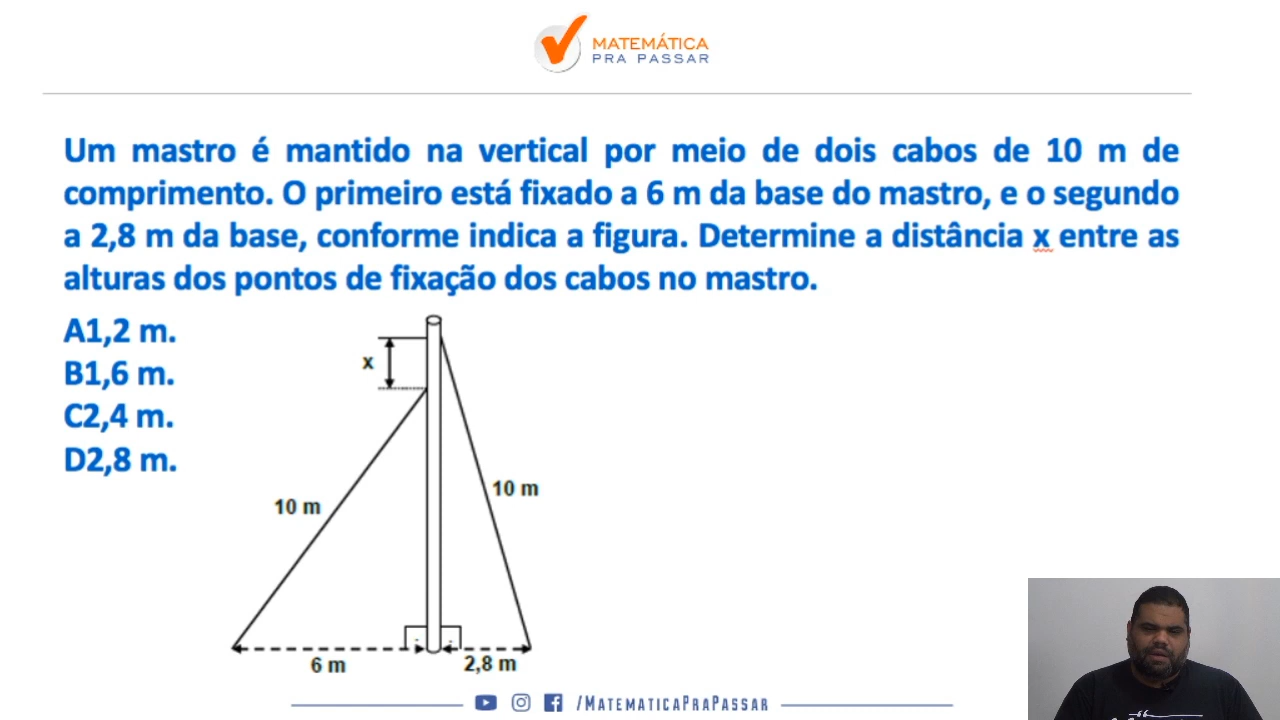 MATEMÁTICA
PRA PASSAR
Um mastro é mantido na vertical por meio de dois cabos de 10 m de
comprimento. O primeiro está fixado a 6 m da base do mastro, e o segundo
a 2,8 m da base, conforme indica a figura. Determine a distância x entre as
alturas dos pontos de fixação dos cabos no mastro.
A1,2 m.
B1,6 m.
C2,4 m.
D2,8 m.
x
10 m
10 m
6 m
2,8 m
/MATEMATICAPRAPASSAR